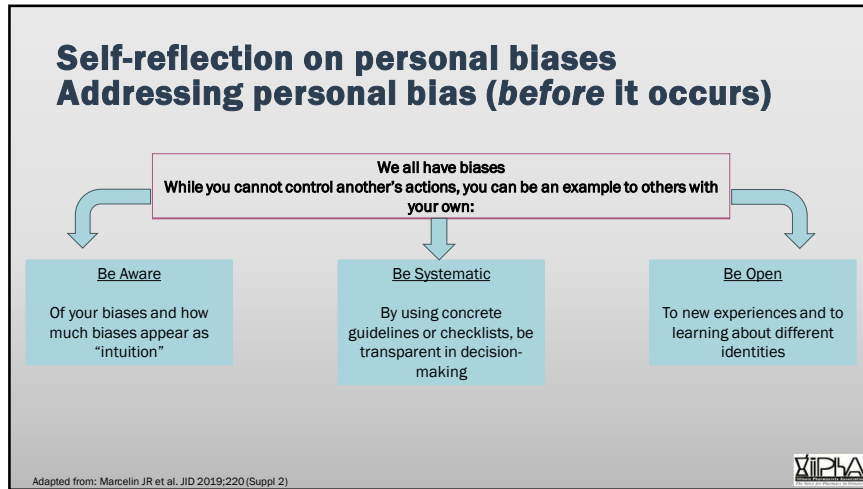 Self-reflection on personal biases
Addressing personal bias (before it occurs)
We all have biases
While you cannot control another's actions, you can be an example to others with
your own:
Be Aware
Of your biases and how
much biases appear as
“intuition”
Be Systematic
By using concrete
guidelines or checklists, be
transparent in decision-
making
Be Open
To new experiences and to
learning about different
identities
Adapted from: Marcelin JR et al. JID 2019;220 (Suppl 2)
Illinois Pharmacists Association